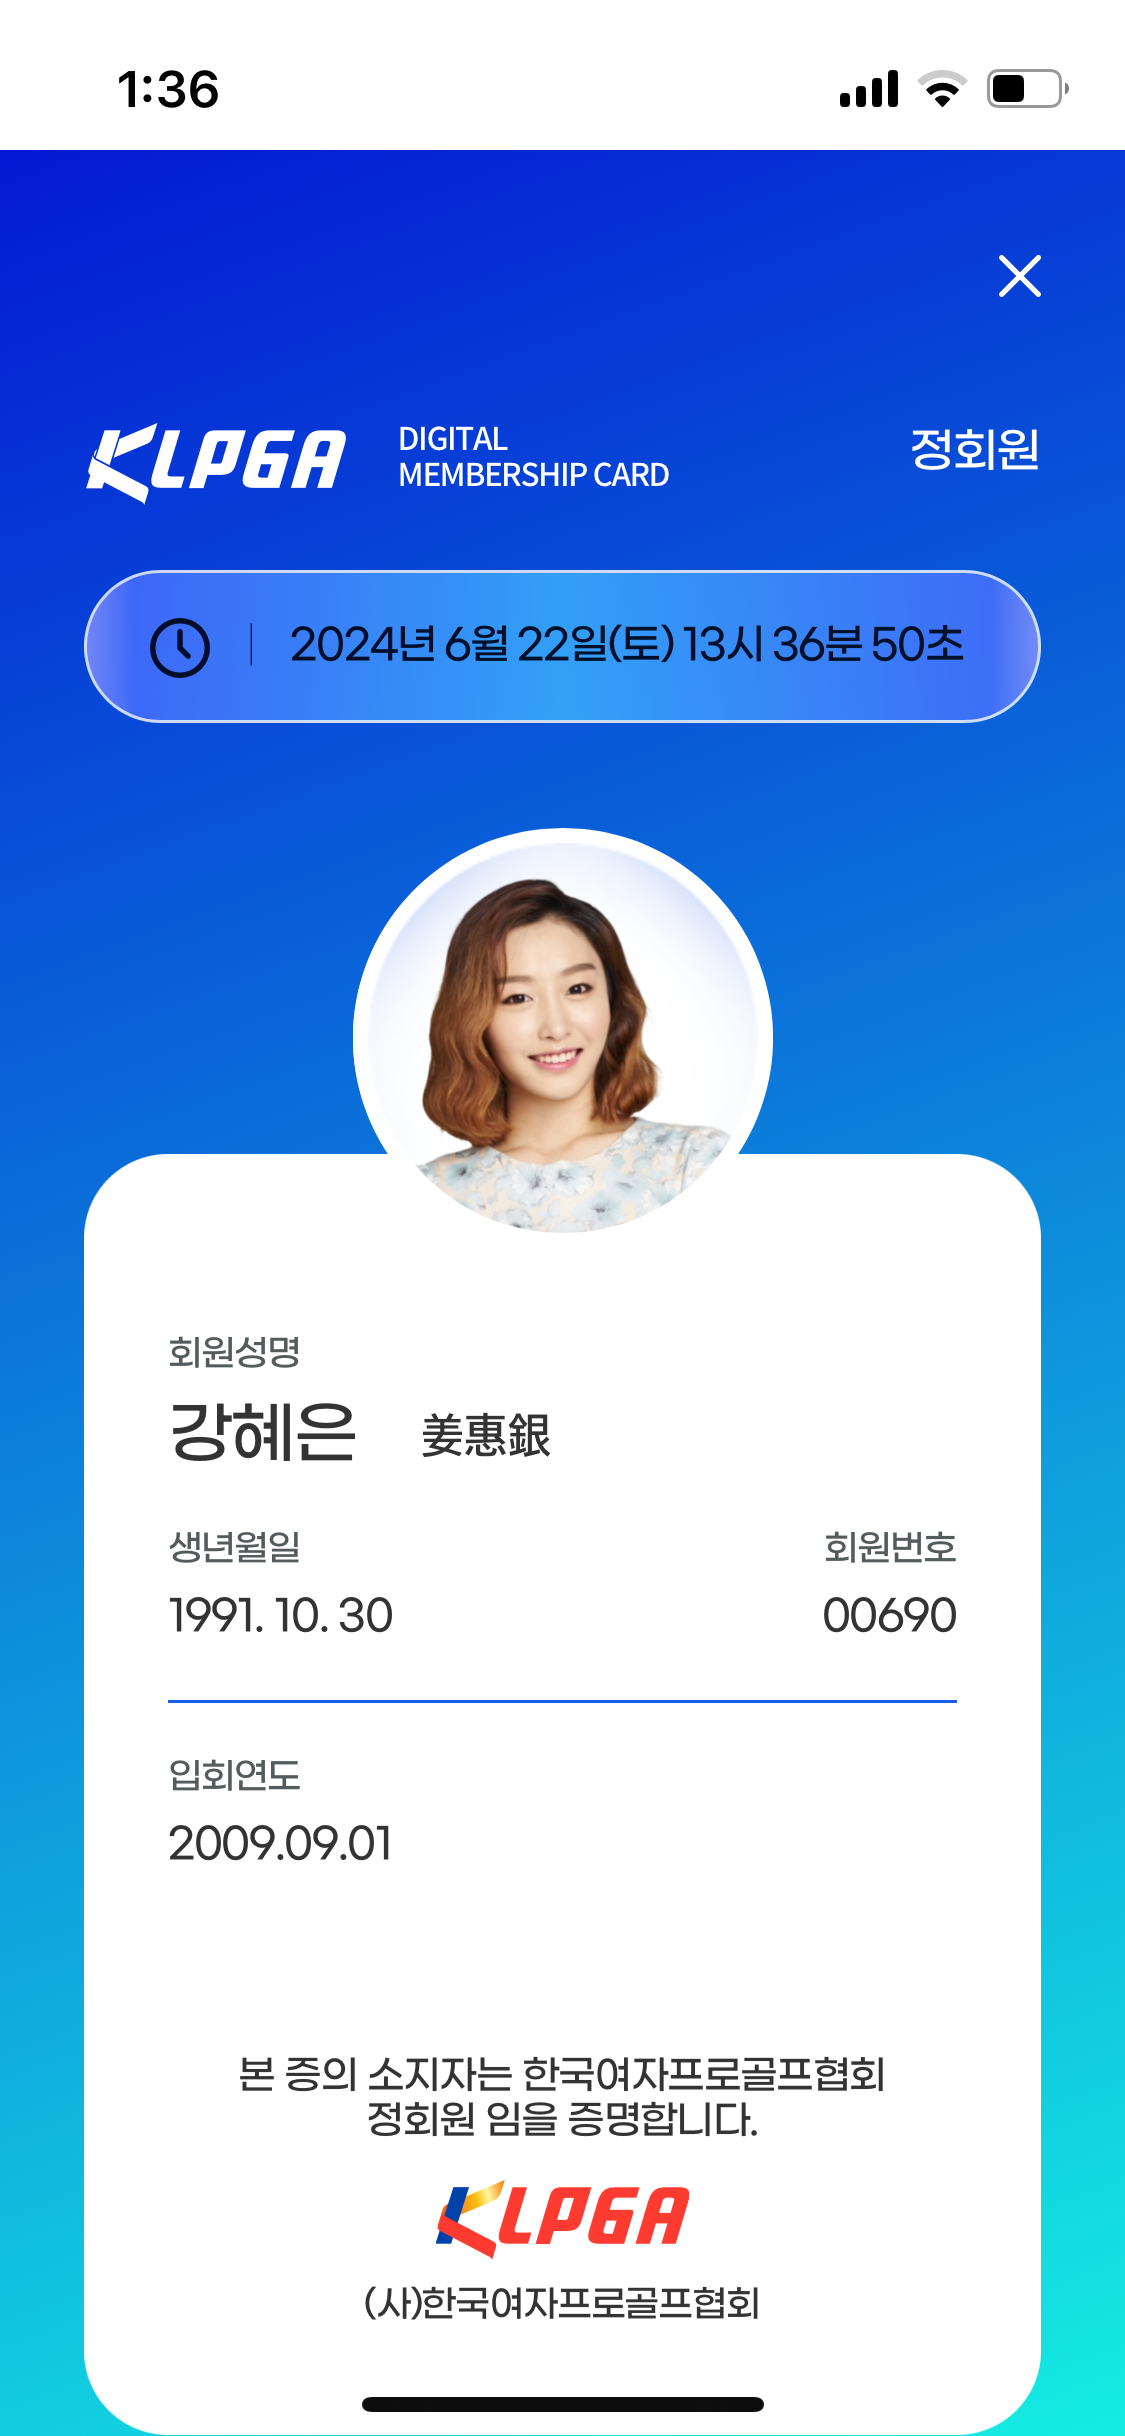 1:36
KLPGA
DIGITAL
MEMBERSHIP CARD
정회원
2024년 6월 22일(토) 13시 36분 50초
회원성명
강혜은 姜惠銀
생년월일 회원번호
1991. 10. 30 00690
입회연도
2009.09.01
본 증의 소지자는 한국여자프로골프협회
정회원 임을 증명합니다.
KLPGA
(사)한국여자프로골프협회